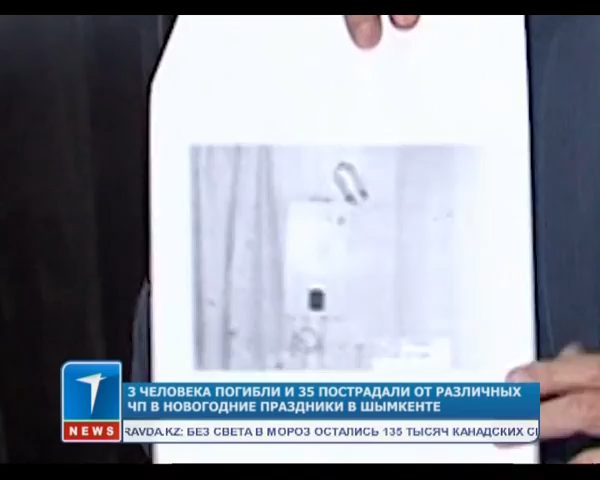 3 ЧЕЛОВЕКА ПОГИБЛИ И 35 ПОСТРАДАЛИ ОТ РАЗЛИЧНЫХ
ЧП В НОВОГОДНИЕ ПРАЗДНИКИ В ШЫМКЕНТЕ
NEWS
RAVDA.KZ: БЕЗ СВЕТА В МОРОЗ ОСТАЛИСЬ 135 ТЫСЯЧ КАНАДСКИХ